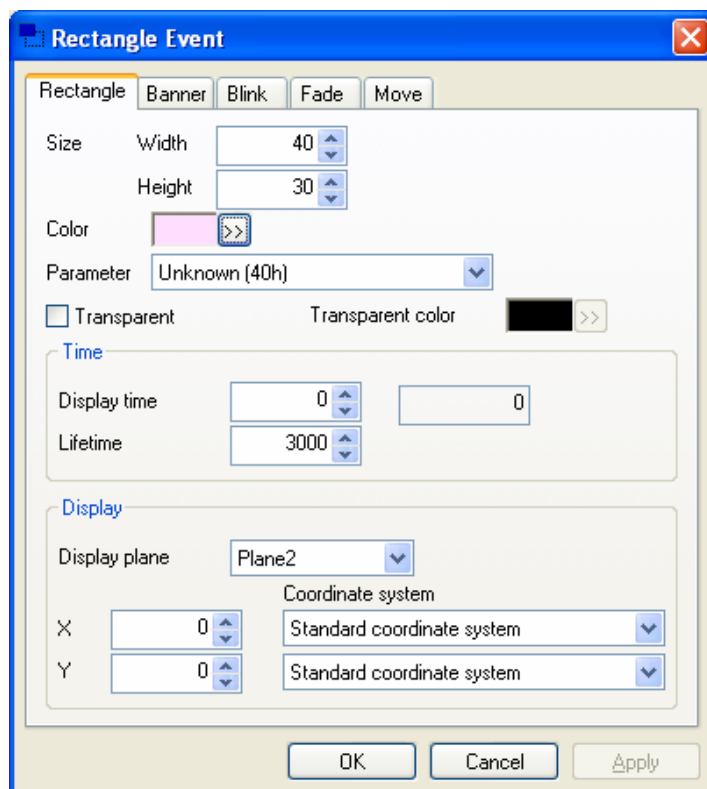 Rectangle Event
Rectangle Banner Blink Fade Move
Size Width 40
Height 30
Color >>
Parameter Unknown (40h)
Transparent Transparent color >>
Time
Display time 0 0
Lifetime 3000
Display
Display plane Plane2
Coordinate system
X 0 Standard coordinate system
Y 0 Standard coordinate system
OK Cancel Apply